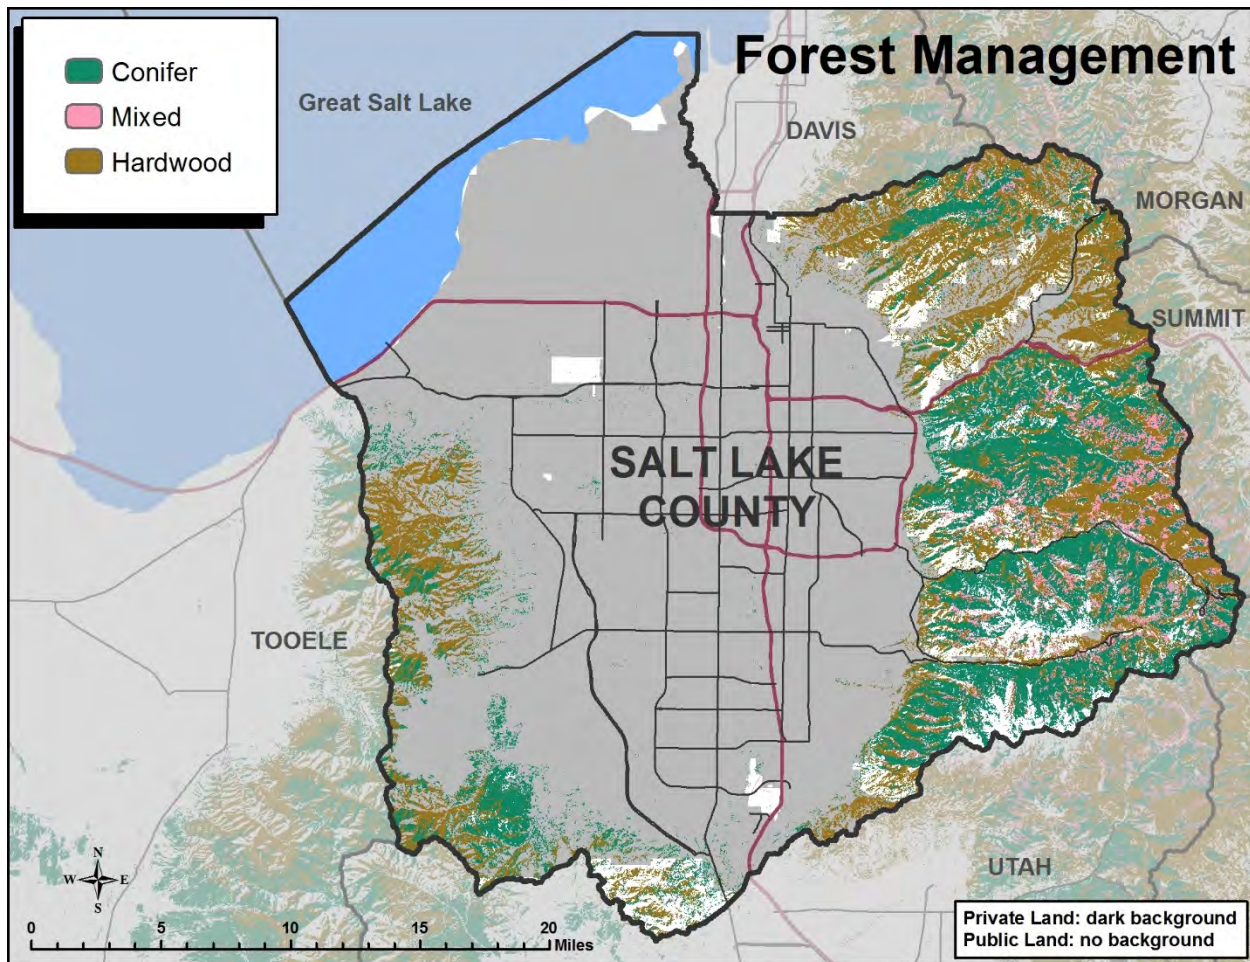 Forest Management
Conifer
Mixed
Hardwood
Great Salt Lake
DAVIS
MORGAN
SUMMIT
SALT LAKE
COUNTY
TOOELE
UTAH
N
W E
S
0 5 10 15 20
Miles
Private Land: dark background
Public Land: no background